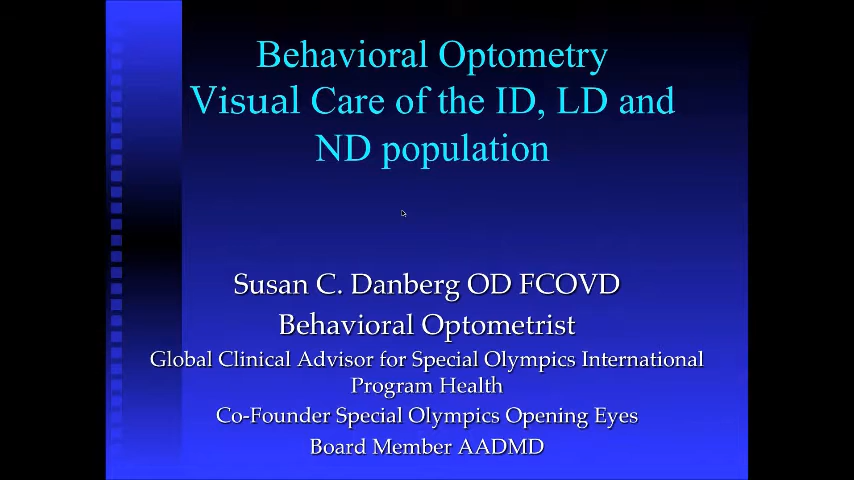 Behavioral Optometry
Visual Care of the ID, LD and
ND population
Susan C. Danberg OD FCOVD
Behavioral Optometrist
Global Clinical Advisor for Special Olympics International
Program Health
Co-Founder Special Olympics Opening Eyes
Board Member AADMD